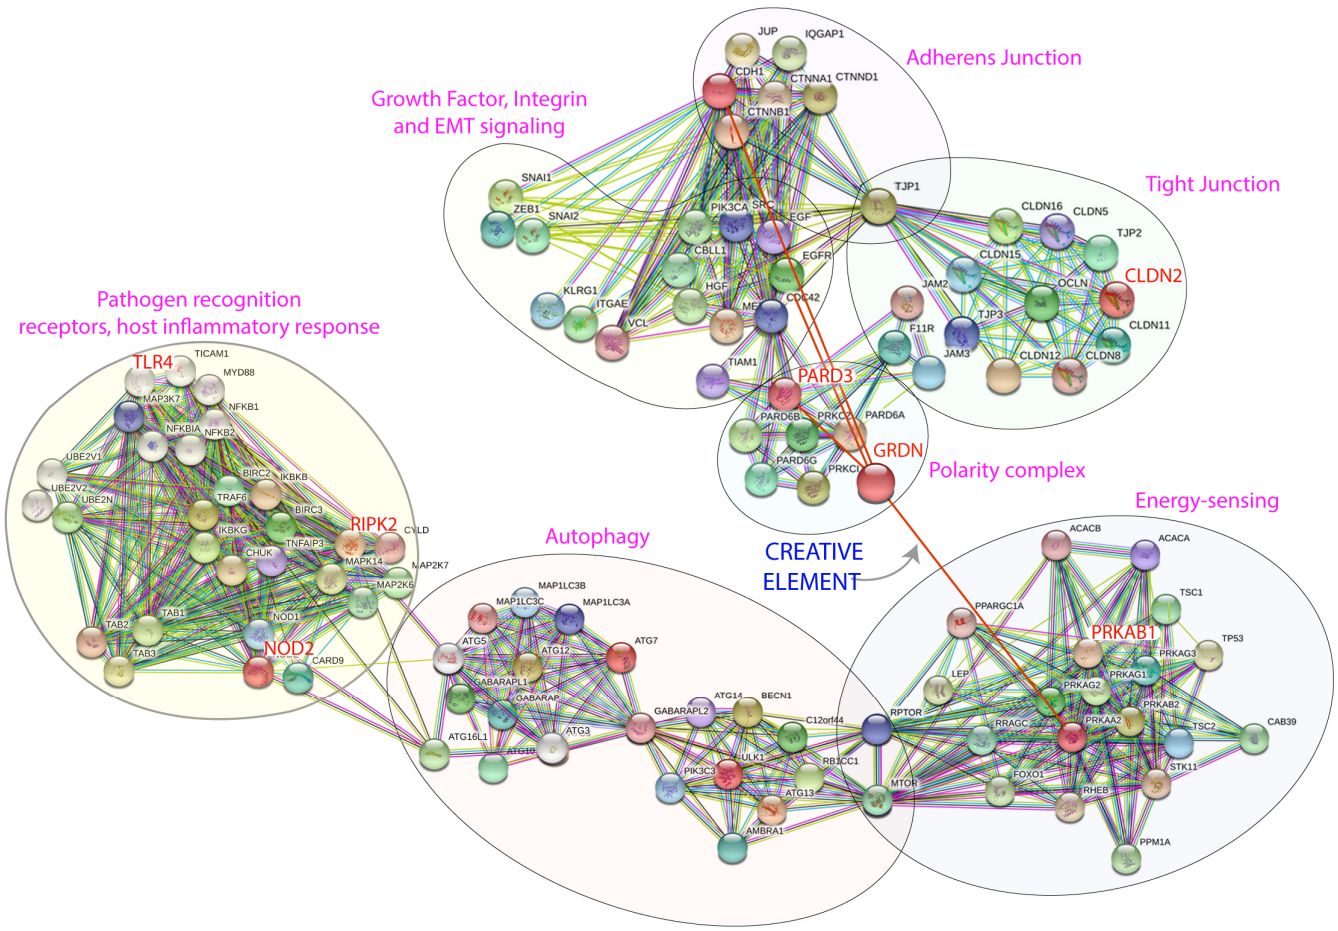 JUP
IQGAP1
Adherens Junction
CDH1
CTNNA1
CTNND1
CTNNB1
Growth Factor, Integrin
and EMT signaling
SNAI1
ZEB1
SNAI2
PIK3CA
SRC
EGF
CBLL1
EGFR
KLRG1
ITGAE
HGF
VCL
CDC42
TIAM1
TJP1
Tight Junction
CLDN16
CLDN5
TJP2
CLDN15
CLDN2
JAM2
OCLN
TJP3
F11R
JAM3
CLDN12
CLDN11
CLDN8
PARD3
PARD6B
PRKCZ
PARD6A
PARD6G
PRKCI
GRDN
Polarity complex
Pathogen recognition
receptors, host inflammatory response
TLR4
TICAM1
MYD88
MAP3K7
NFKB1
NFKBIA
NFKB2
UBE2V1
UBE2V2
UBE2N
BIRC2
IKBKB
TRAF6
BIRC3
RIPK2
CYLD
IKBKG
TNFAIP3
CHUK
MAPK14
MAP2K7
MAP2K6
TAB1
TAB2
TAB3
NOD1
NOD2
CARD9
Autophagy
MAP1LC3B
MAP1LC3C
MAP1LC3A
ATG5
ATG7
ATG12
GABARAPL1
GABARAP
ATG16L1
ATG10
ATG3
GABARAPL2
ATG14
BECN1
C12orf44
PIK3C3
ULK1
RB1CC1
ATG13
AMBRA1
CREATIVE
ELEMENT
Energy-sensing
ACACB
ACACA
TSC1
PPARGC1A
PRKAB1
TP53
PRKAG3
LEP
PRKAG2
PRKAG1
RPTOR
RRAGC
PRKAA2
PRKAB2
TSC2
CAB39
MTOR
FOXO1
RHEB
STK11
PPM1A